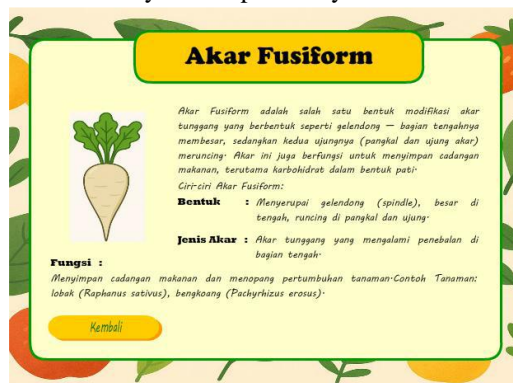 Akar Fusiform
Akar Fusiform adalah salah satu bentuk modifikasi akar
tunggang yang berbentuk seperti gelendong — bagian tengahnya
membesar, sedangkan kedua ujungnya (pangkal dan ujung akar)
meruncing. Akar ini juga berfungsi untuk menyimpan cadangan
makanan, terutama karbohidrat dalam bentuk pati.
Ciri-ciri Akar Fusiform:
Bentuk : Menyerupai gelendong (spindle), besar di
tengah, runcing di pangkal dan ujung.
Jenis Akar : Akar tunggang yang mengalami penebalan di
bagian tengah.
Fungsi :
Menyimpan cadangan makanan dan menopang pertumbuhan tanaman.Contoh Tanaman:
lobak (Raphanus sativus), bengkoang (Pachyrhizus erosus).
Kembali